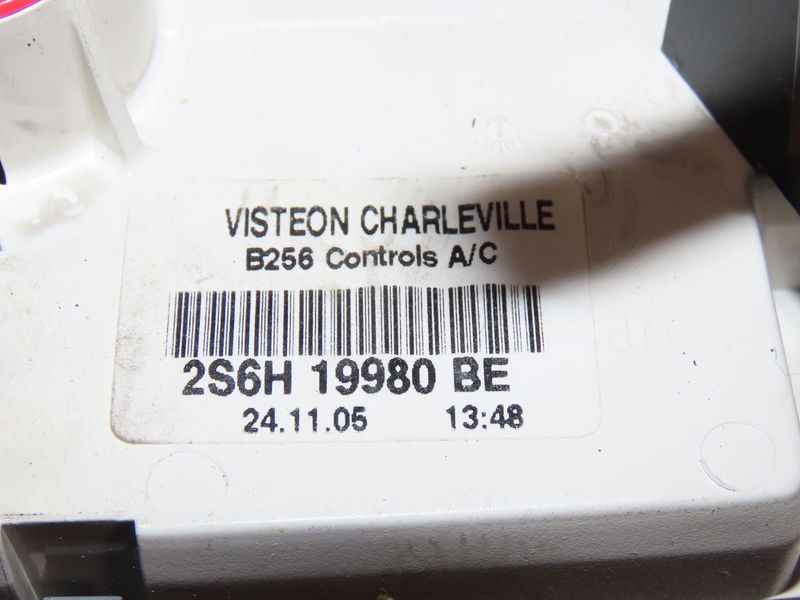 VISTEON CHARLEVILLE
B256 Controls A/C
2S6H 19980 BE
24.11.05 13:48